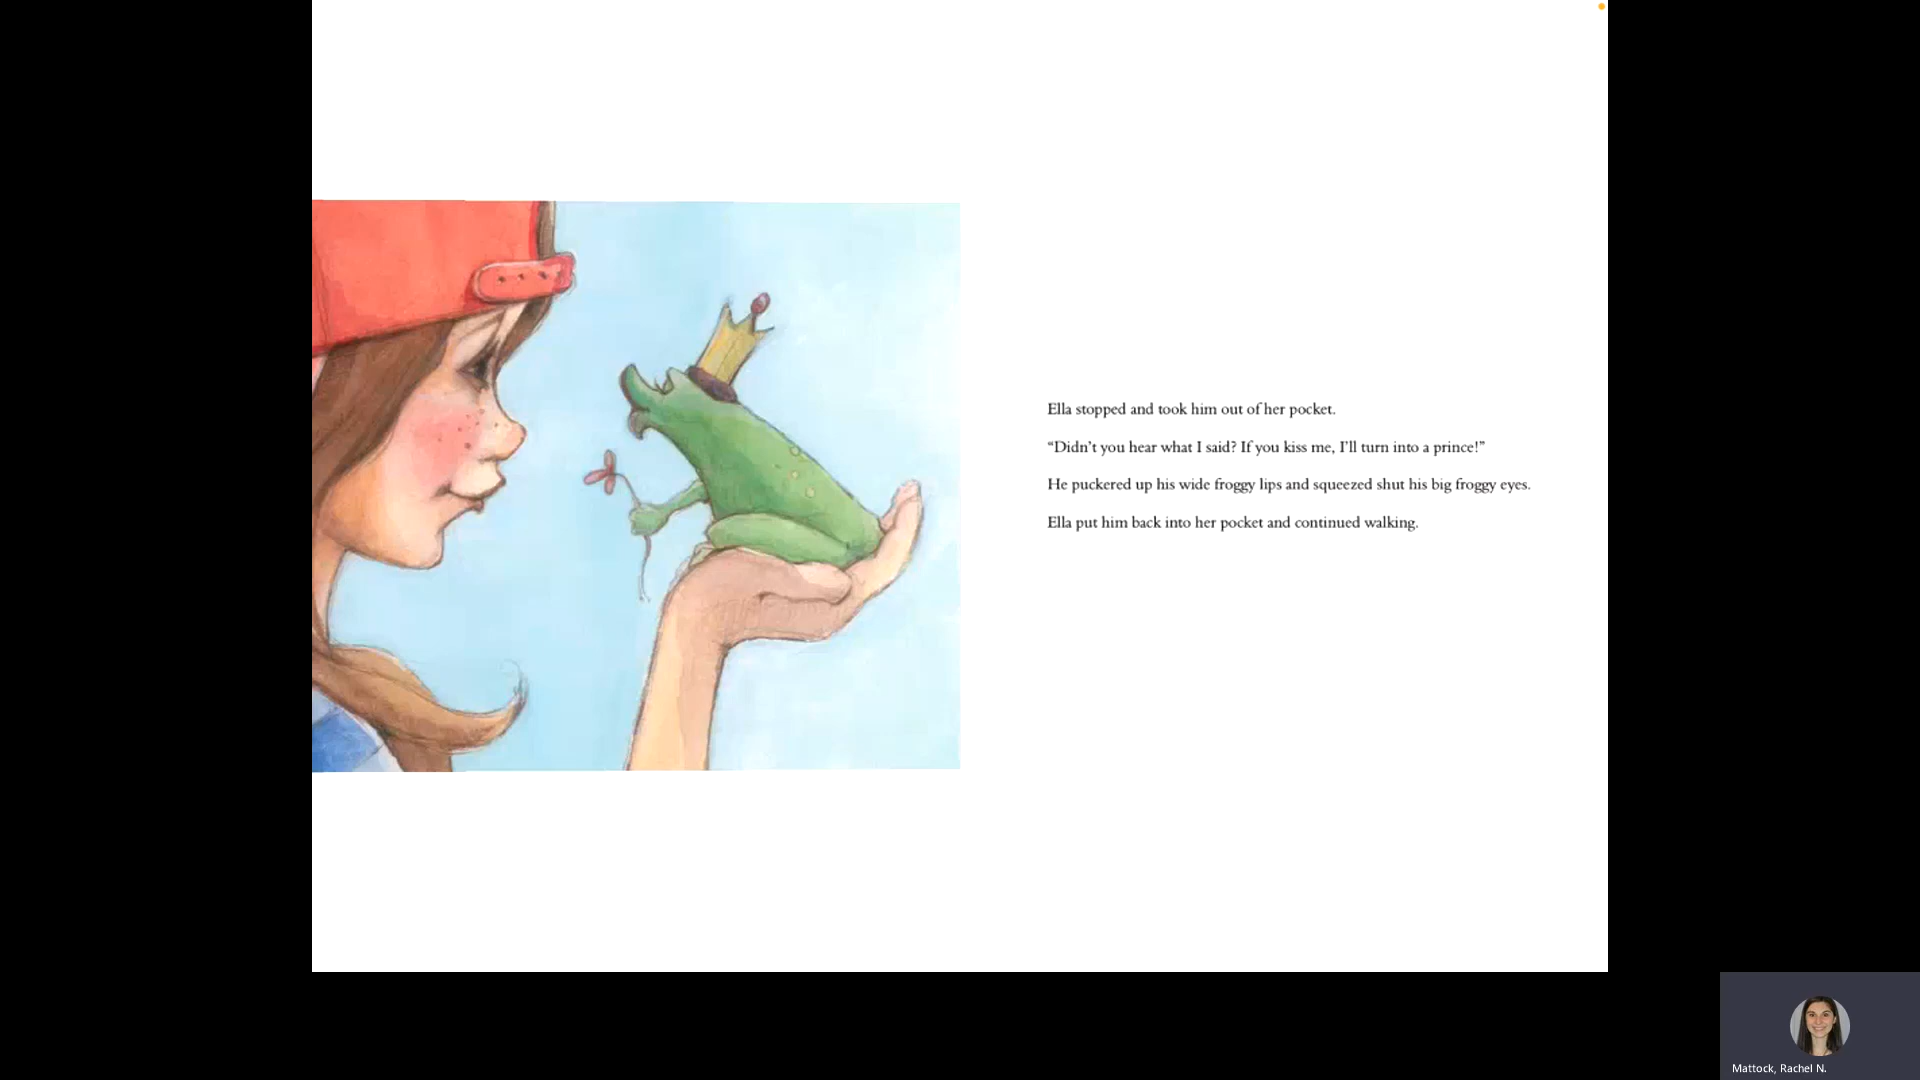 Ella stopped and took him out of her pocket.
“Didn’t you hear what I said? If you kiss me, I’ll turn into a prince!”
He puckered up his wide froggy lips and squeezed shut his big froggy eyes.
Ella put him back into her pocket and continued walking.
Mattock, Rachel N.